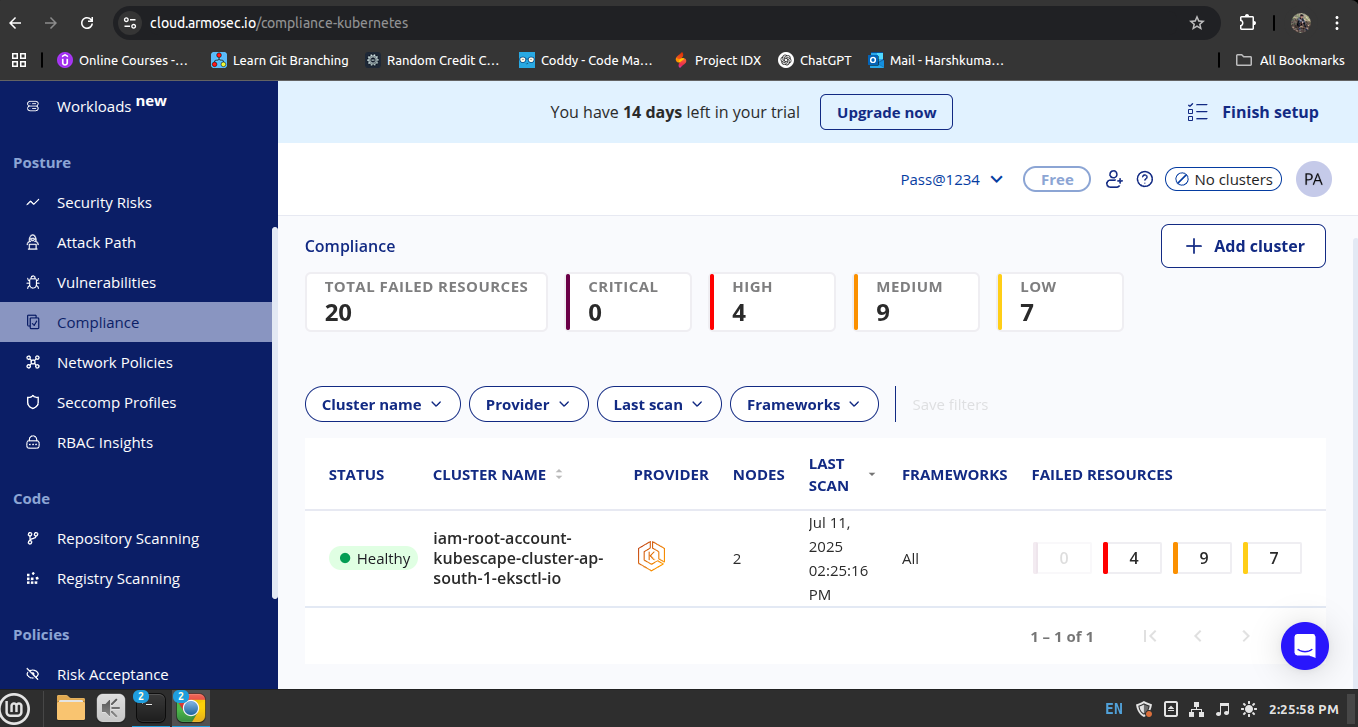 cloud.armosec.io/compliance-kubernetes
Online Courses -...
Learn Git Branching
Random Credit C...
Coddy - Code Ma...
Project IDX
ChatGPT
Mail - Harshkuma...
All Bookmarks
Workloads new
Posture
Security Risks
Attack Path
Vulnerabilities
Compliance
Network Policies
Seccomp Profiles
RBAC Insights
Code
Repository Scanning
Registry Scanning
Policies
Risk Acceptance
You have 14 days left in your trial
Upgrade now
Finish setup
Pass@1234
Free
No clusters
PA
Compliance
Add cluster
TOTAL FAILED RESOURCES
20
CRITICAL
0
HIGH
4
MEDIUM
9
LOW
7
Cluster name
Provider
Last scan
Frameworks
Save filters
STATUS
CLUSTER NAME
PROVIDER
NODES
LAST
SCAN
FRAMEWORKS
FAILED RESOURCES
Healthy
iam-root-account-
kubescape-cluster-ap-
south-1-eksctl-io
K
2
Jul 11,
2025
02:25:16
PM
All
0
4
9
7
1 – 1 of 1
2
2
EN
2:25:58 PM